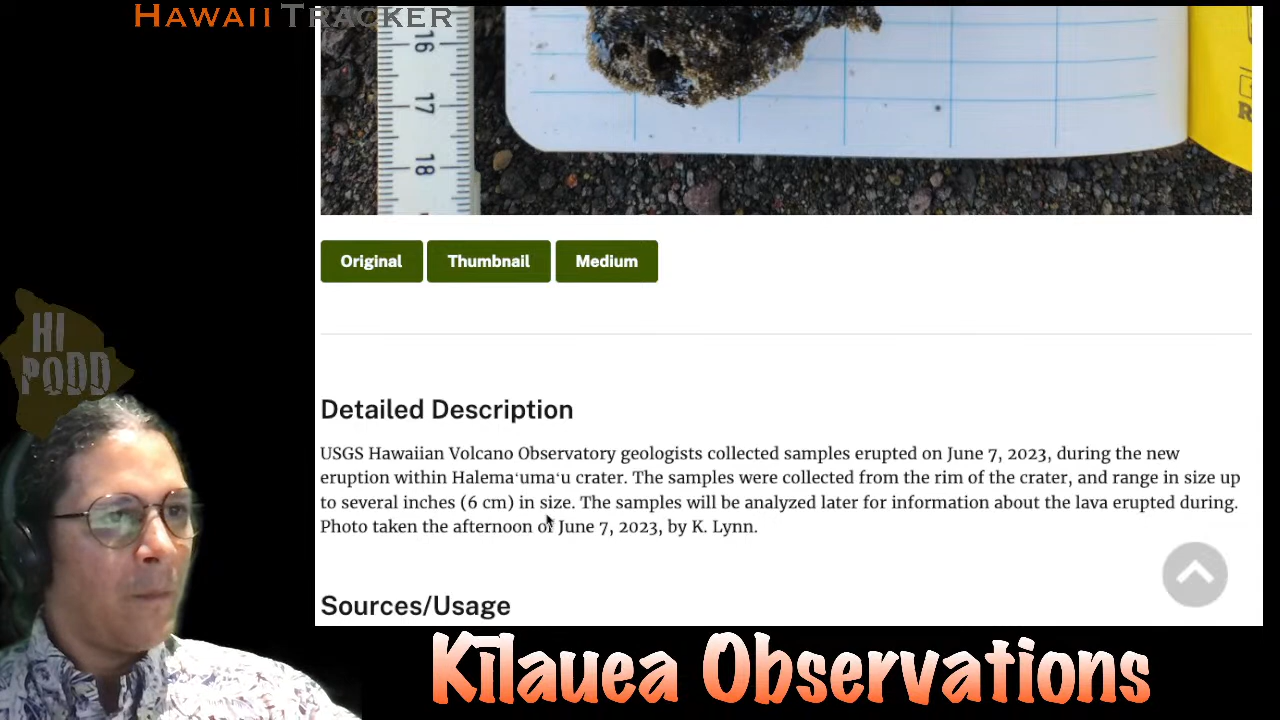 HAWAII TRACKER
16
17
18
R
Original Thumbnail Medium
HI
PODD
Detailed Description
USGS Hawaiian Volcano Observatory geologists collected samples erupted on June 7, 2023, during the new
eruption within Halemaʻumaʻu crater. The samples were collected from the rim of the crater, and range in size up
to several inches (6 cm) in size. The samples will be analyzed later for information about the lava erupted during.
Photo taken the afternoon of June 7, 2023, by K. Lynn.
Sources/Usage
Kīlauea Observations